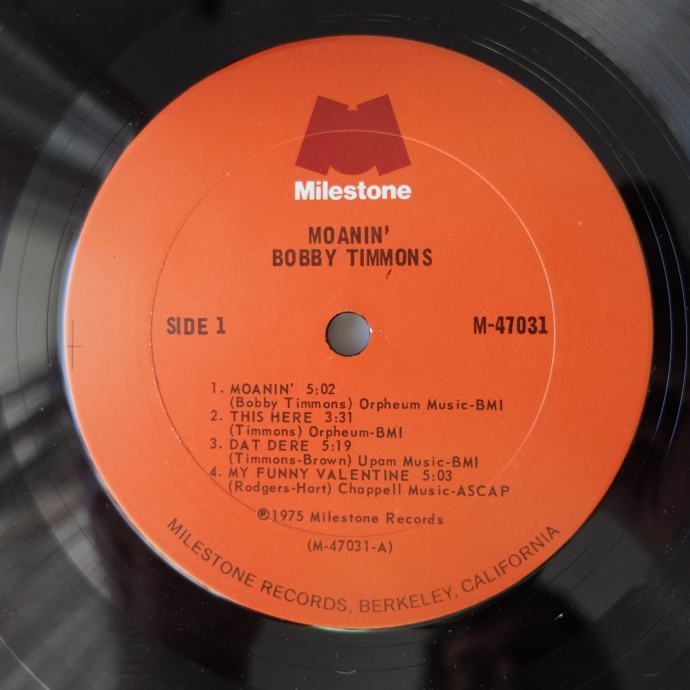 Milestone
MOANIN'
BOBBY TIMMONS
SIDE 1
M-47031
1. MOANIN' 5:02
(Bobby Timmons) Orpheum Music-BMI
2. THIS HERE 3:31
(Timmons) Orpheum-BMI
3. DAT DERE 5:19
(Timmons-Brown) Upam Music-BMI
4. MY FUNNY VALENTINE 5:03
(Rodgers-Hart) Chappell Music-ASCAP
℗1975 Milestone Records
(M-47031-A)
MILESTONE RECORDS, BERKELEY, CALIFORNIA